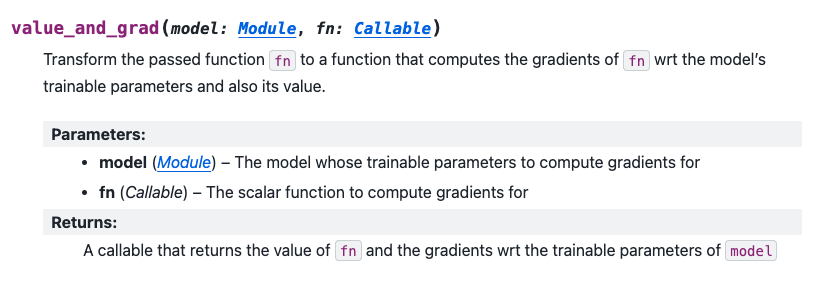 value_and_grad(model: Module, fn: Callable)
Transform the passed function fn to a function that computes the gradients of fn wrt the model’s
trainable parameters and also its value.
Parameters:
• model (Module) – The model whose trainable parameters to compute gradients for
• fn (Callable) – The scalar function to compute gradients for
Returns:
A callable that returns the value of fn and the gradients wrt the trainable parameters of model